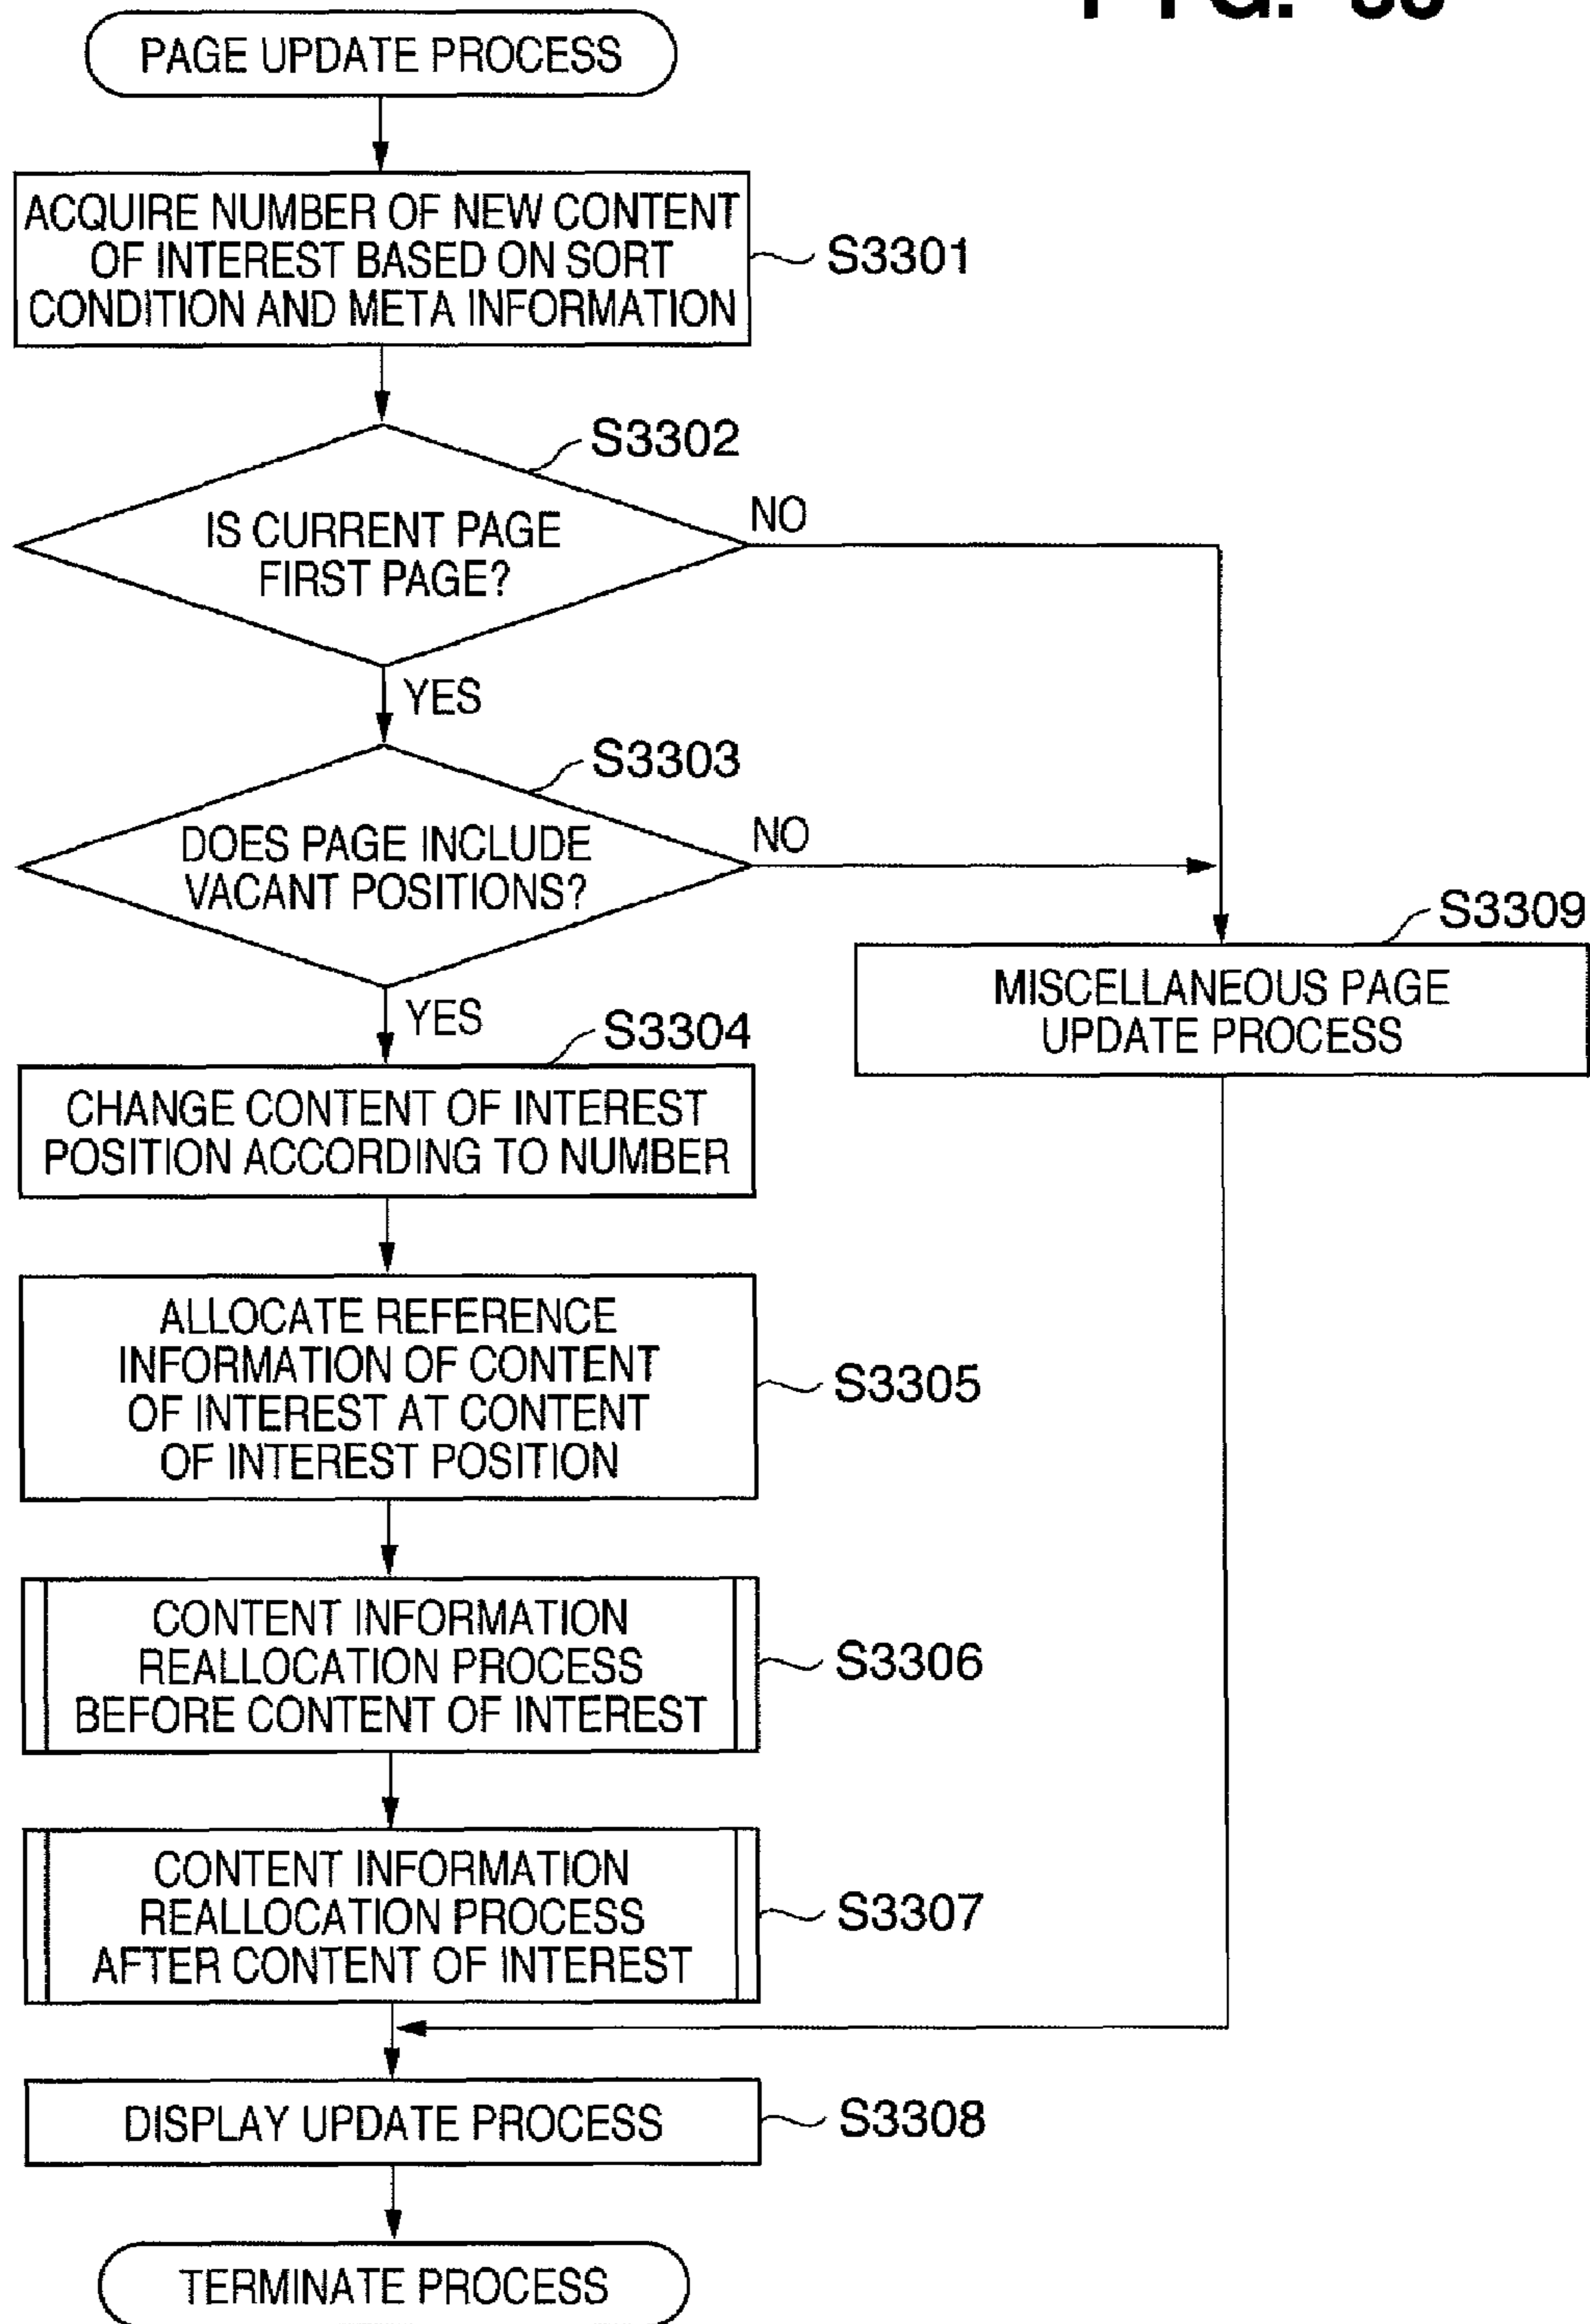 PAGE UPDATE PROCESS
ACQUIRE NUMBER OF NEW CONTENT
OF INTEREST BASED ON SORT
CONDITION AND META INFORMATION
S3301
S3302
IS CURRENT PAGE
FIRST PAGE?
NO
YES
S3303
DOES PAGE INCLUDE
VACANT POSITIONS?
NO
YES
S3309
MISCELLANEOUS PAGE
UPDATE PROCESS
S3304
CHANGE CONTENT OF INTEREST
POSITION ACCORDING TO NUMBER
ALLOCATE REFERENCE
INFORMATION OF CONTENT
OF INTEREST AT CONTENT
OF INTEREST POSITION
S3305
CONTENT INFORMATION
REALLOCATION PROCESS
BEFORE CONTENT OF INTEREST
S3306
CONTENT INFORMATION
REALLOCATION PROCESS
AFTER CONTENT OF INTEREST
S3307
DISPLAY UPDATE PROCESS
S3308
TERMINATE PROCESS